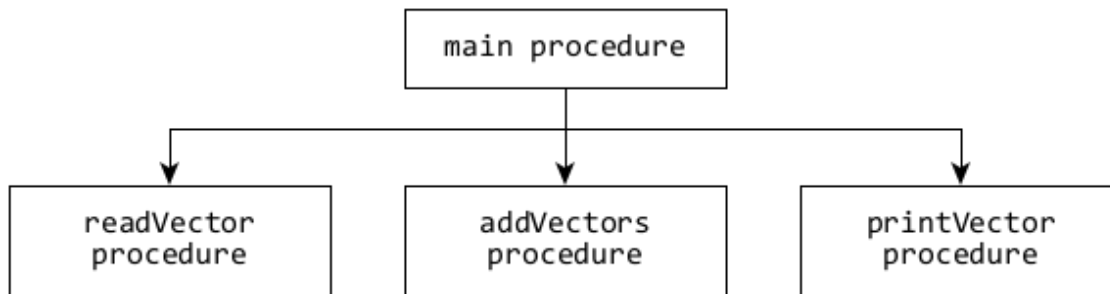 main procedure
readVector
procedure
addVectors
procedure
printVector
procedure